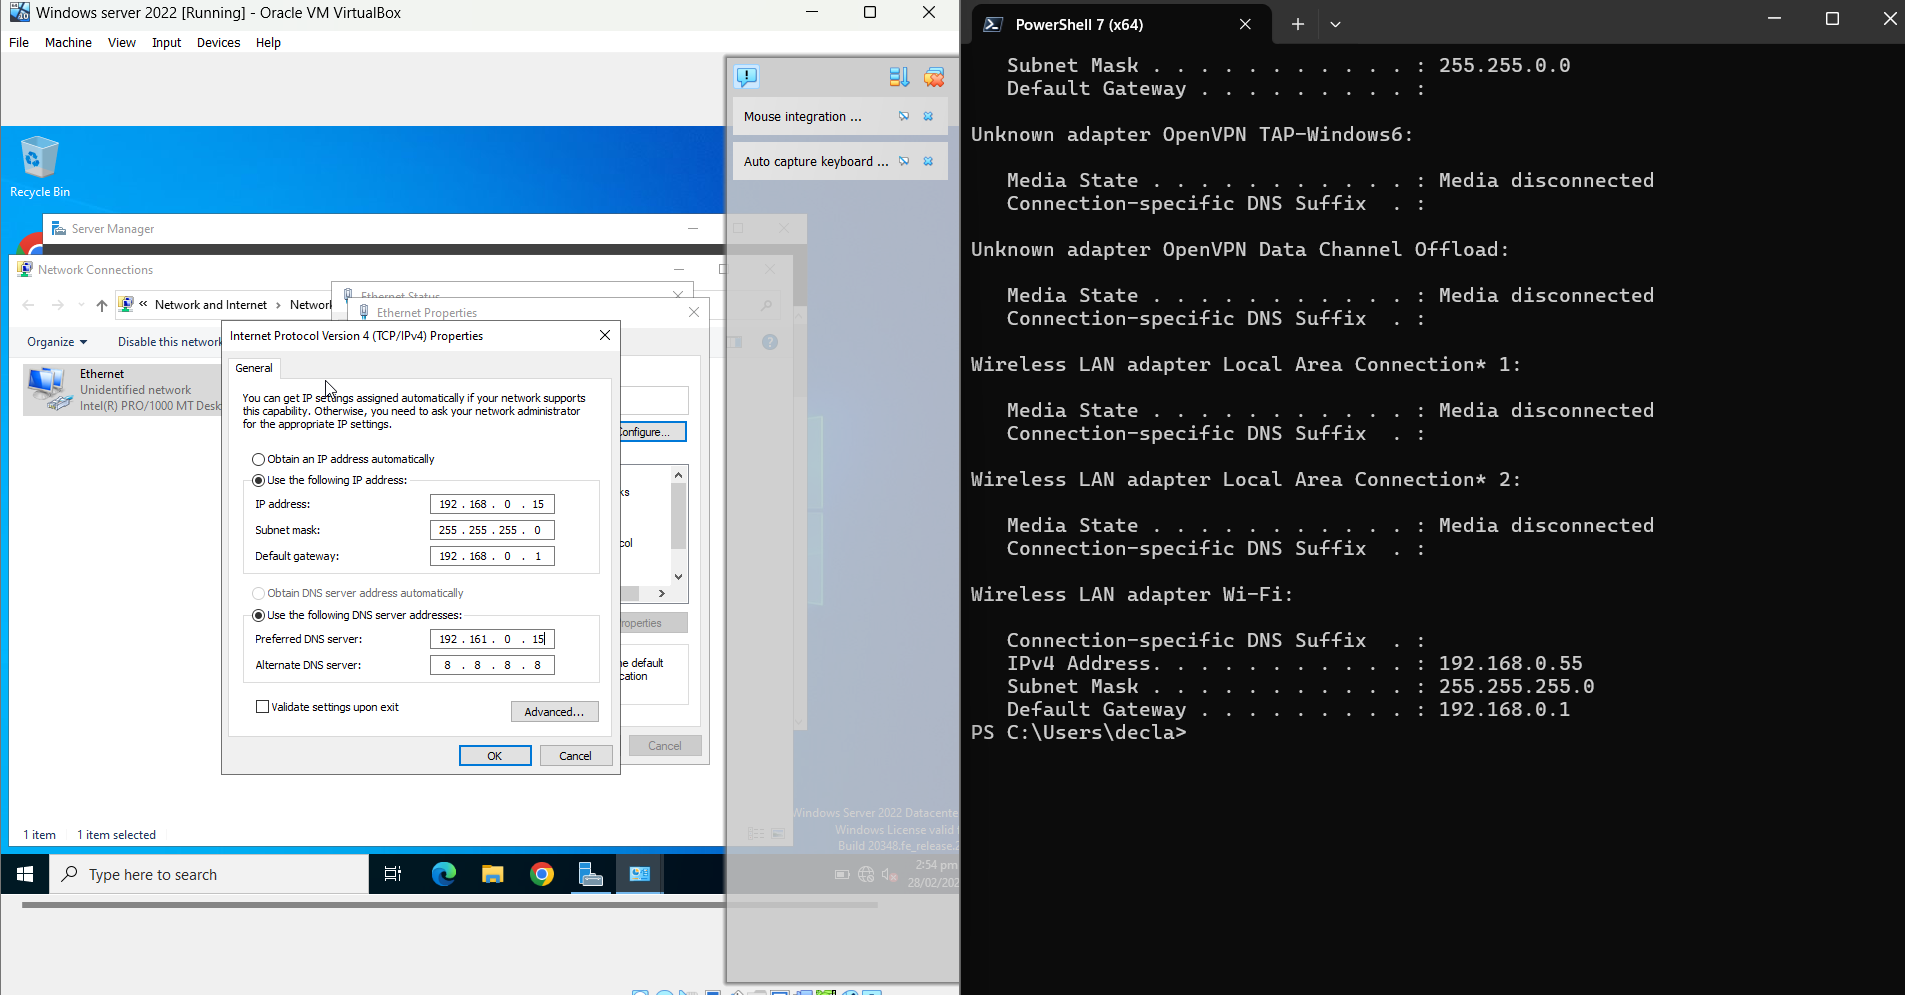 Windows server 2022 [Running] - Oracle VM VirtualBox
File Machine View Input Devices Help
Mouse integration ...
Auto capture keyboard ...
Recycle Bin
Server Manager
Network Connections
« Network and Internet › Network
Ethernet Status
Ethernet Properties
Organize Disable this network
Internet Protocol Version 4 (TCP/IPv4) Properties
General
Ethernet
Unidentified network
Intel(R) PRO/1000 MT Desk
You can get IP settings assigned automatically if your network supports
this capability. Otherwise, you need to ask your network administrator
for the appropriate IP settings.
Configure...
Obtain an IP address automatically
Use the following IP address:
IP address: 192 . 168 . 0 . 15
Subnet mask: 255 . 255 . 255 . 0
Default gateway: 192 . 168 . 0 . 1
Obtain DNS server address automatically
Use the following DNS server addresses:
Preferred DNS server: 192 . 161 . 0 . 15
Alternate DNS server: 8 . 8 . 8 . 8
Validate settings upon exit
Advanced...
OK Cancel
ks
col
roperties
he default
cation
Cancel
1 item 1 item selected
Windows Server 2022 Datacente
Windows License valid
Build 20348.fe_release.2
Type here to search
2:54 pm
28/02/202
PowerShell 7 (x64)
Subnet Mask . . . . . . . . . . . : 255.255.0.0
Default Gateway . . . . . . . . . :
Unknown adapter OpenVPN TAP-Windows6:
Media State . . . . . . . . . . . : Media disconnected
Connection-specific DNS Suffix . :
Unknown adapter OpenVPN Data Channel Offload:
Media State . . . . . . . . . . . : Media disconnected
Connection-specific DNS Suffix . :
Wireless LAN adapter Local Area Connection* 1:
Media State . . . . . . . . . . . : Media disconnected
Connection-specific DNS Suffix . :
Wireless LAN adapter Local Area Connection* 2:
Media State . . . . . . . . . . . : Media disconnected
Connection-specific DNS Suffix . :
Wireless LAN adapter Wi-Fi:
Connection-specific DNS Suffix . :
IPv4 Address. . . . . . . . . . . : 192.168.0.55
Subnet Mask . . . . . . . . . . . : 255.255.255.0
Default Gateway . . . . . . . . . : 192.168.0.1
PS C:\Users\decla>